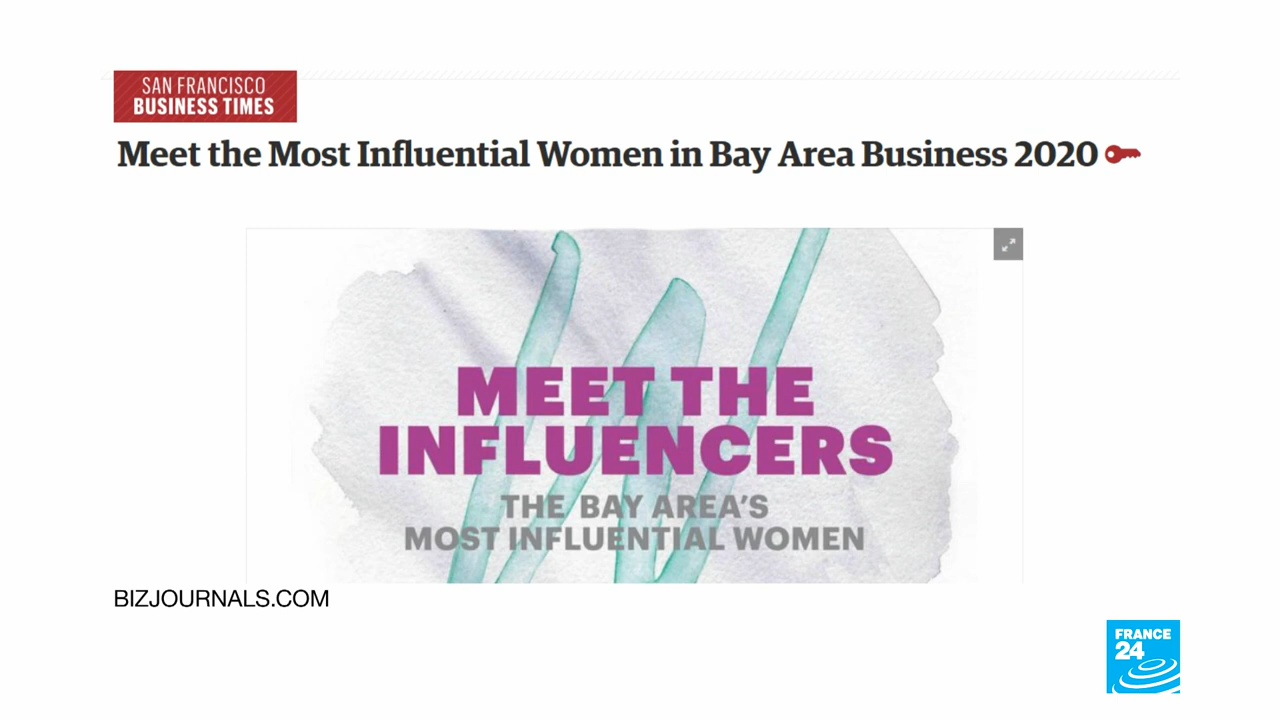 SAN FRANCISCO
BUSINESS TIMES
Meet the Most Influential Women in Bay Area Business 2020
MEET THE
INFLUENCERS
THE BAY AREA'S
MOST INFLUENTIAL WOMEN
BIZJOURNALS.COM
FRANCE
24